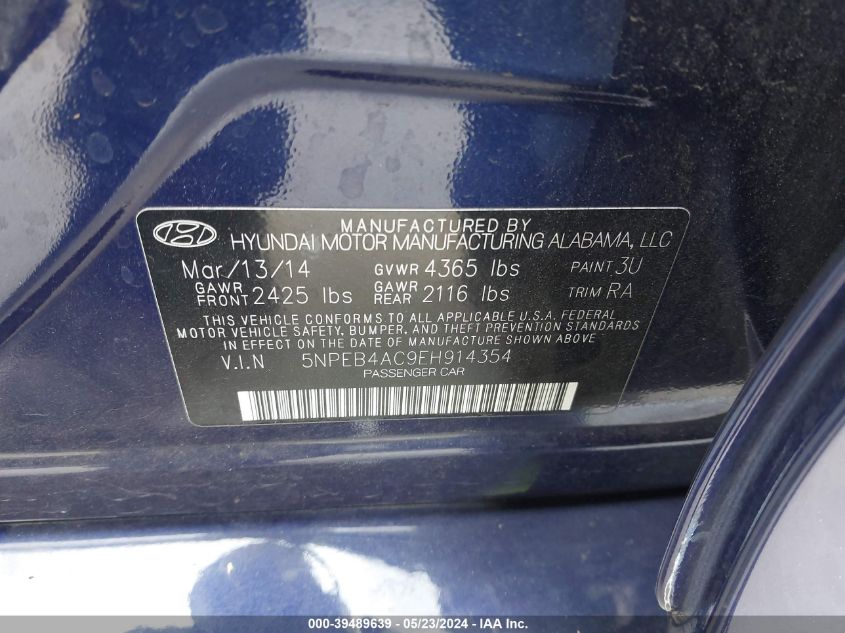 MANUFACTURED BY
HYUNDAI MOTOR MANUFACTURING ALABAMA, LLC
Mar/13/14 GVWR 4365 lbs PAINT 3U
GAWR FRONT 2425 lbs GAWR REAR 2116 lbs TRIM RA
THIS VEHICLE CONFORMS TO ALL APPLICABLE U.S.A. FEDERAL
MOTOR VEHICLE SAFETY, BUMPER, AND THEFT PREVENTION STANDARDS
IN EFFECT ON THE DATE OF MANUFACTURE SHOWN ABOVE
V.I.N 5NPEB4AC9EH914354
PASSENGER CAR
000-39489639 - 05/23/2024 - IAA Inc.